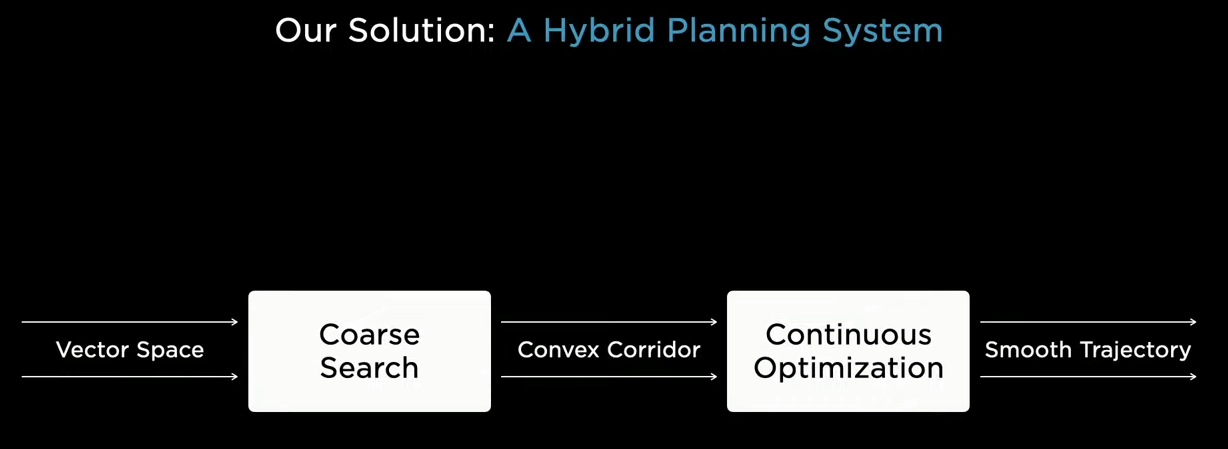 Our Solution: A Hybrid Planning System
Vector Space
Coarse
Search
Convex Corridor
Continuous
Optimization
Smooth Trajectory